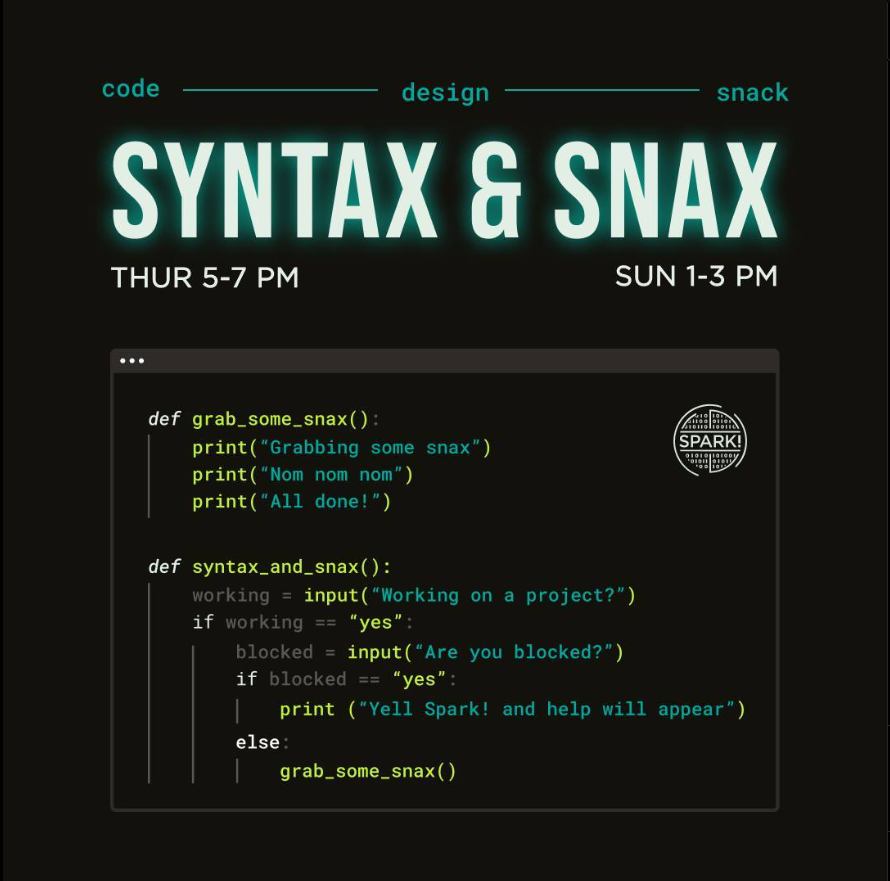 code design snack
SYNTAX & SNAX
THUR 5-7 PM SUN 1-3 PM
def grab_some_snax():
print(“Grabbing some snax”)
SPARK!
print(“Nom nom nom”)
print(“All done!”)
def syntax_and_snax():
working = input(“Working on a project?”)
if working == “yes”:
blocked = input(“Are you blocked?”)
if blocked == “yes”:
print (“Yell Spark! and help will appear”)
else:
grab_some_snax()